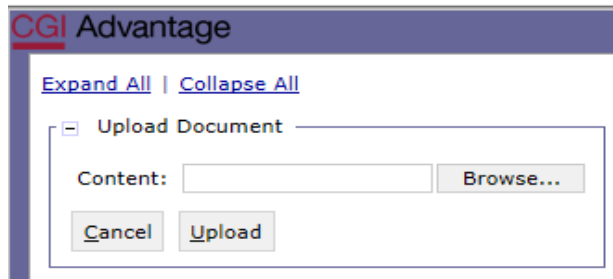 CGI Advantage
Expand All | Collapse All
Upload Document
Content: Browse...
Cancel Upload